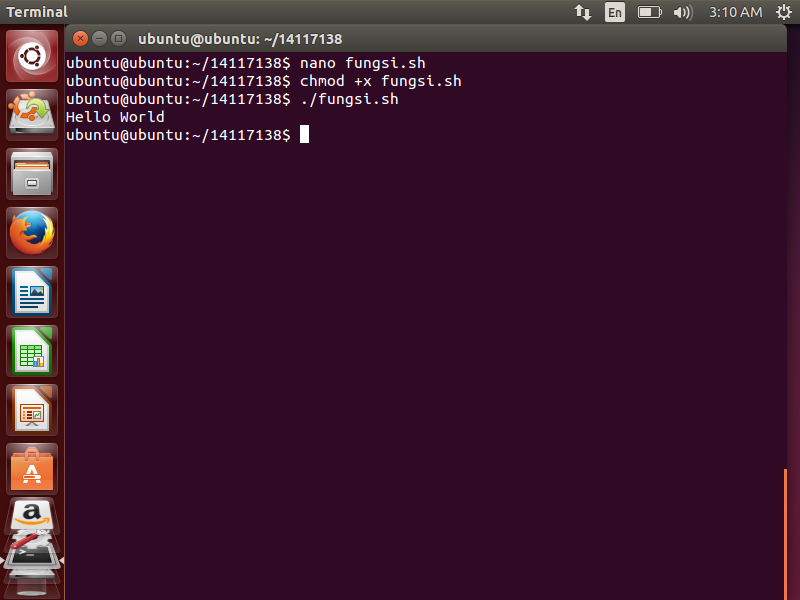 Terminal
En
3:10 AM
ubuntu@ubuntu: ~/14117138
ubuntu@ubuntu:~/14117138$ nano fungsi.sh
ubuntu@ubuntu:~/14117138$ chmod +x fungsi.sh
ubuntu@ubuntu:~/14117138$ ./fungsi.sh
Hello World
ubuntu@ubuntu:~/14117138$
A
a
>_